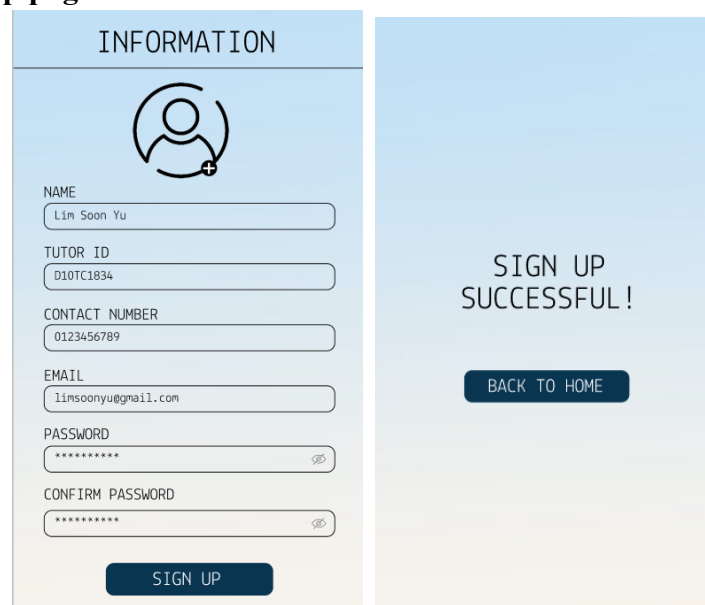 INFORMATION
NAME
Lim Soon Yu
TUTOR ID
D10TC1834
CONTACT NUMBER
0123456789
EMAIL
limsoonyu@gmail.com
PASSWORD
**********
CONFIRM PASSWORD
**********
SIGN UP
SIGN UP
SUCCESSFUL!
BACK TO HOME